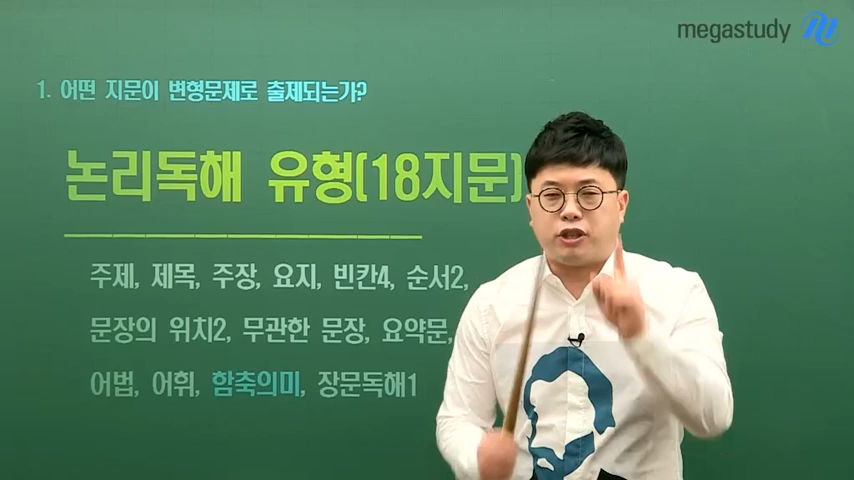 megastudy
1. 어떤 지문이 변형문제로 출제되는가?
논리독해 유형(18지문)
주제, 제목, 주장, 요지, 빈칸4, 순서2,
문장의 위치2, 무관한 문장, 요약문,
어법, 어휘, 함축의미, 장문독해1